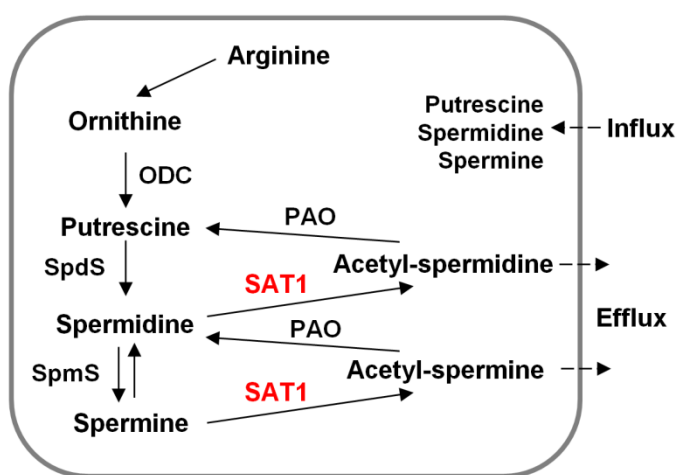 Arginine
Putrescine
Spermidine
Spermine
Influx
Ornithine
ODC
Putrescine
PAO
SpdS
Acetyl-spermidine
SAT1
Spermidine
PAO
Efflux
SpmS
Acetyl-spermine
SAT1
Spermine